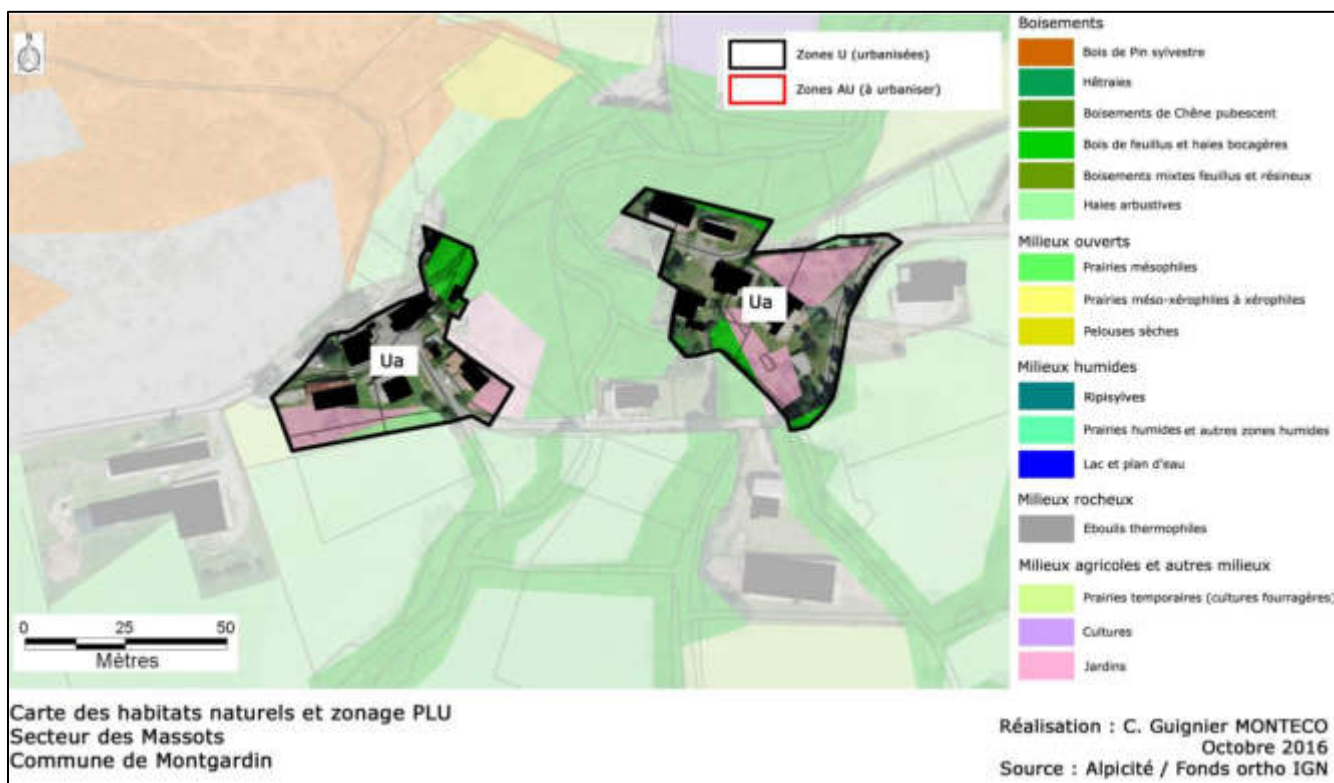 Zones U (urbanisées)
Zones AU (à urbaniser)
Ua
Ua
0 25 50
Mètres
Boisements
Bois de Pin sylvestre
Hêtraies
Boisements de Chêne pubescent
Bois de feuillus et haies bocagères
Boisements mixtes feuillus et résineux
Haies arbustives
Milieux ouverts
Prairies mésophiles
Prairies méso-xérophiles à xérophiles
Pelouses sèches
Milieux humides
Ripisylves
Prairies humides et autres zones humides
Lac et plan d'eau
Milieux rocheux
Eboulis thermophiles
Milieux agricoles et autres milieux
Prairies temporaires (cultures fourragères)
Cultures
Jardins
Carte des habitats naturels et zonage PLU
Secteur des Massots
Commune de Montgardin
Réalisation : C. Guignier MONTECO
Octobre 2016
Source : Alpicité / Fonds ortho IGN